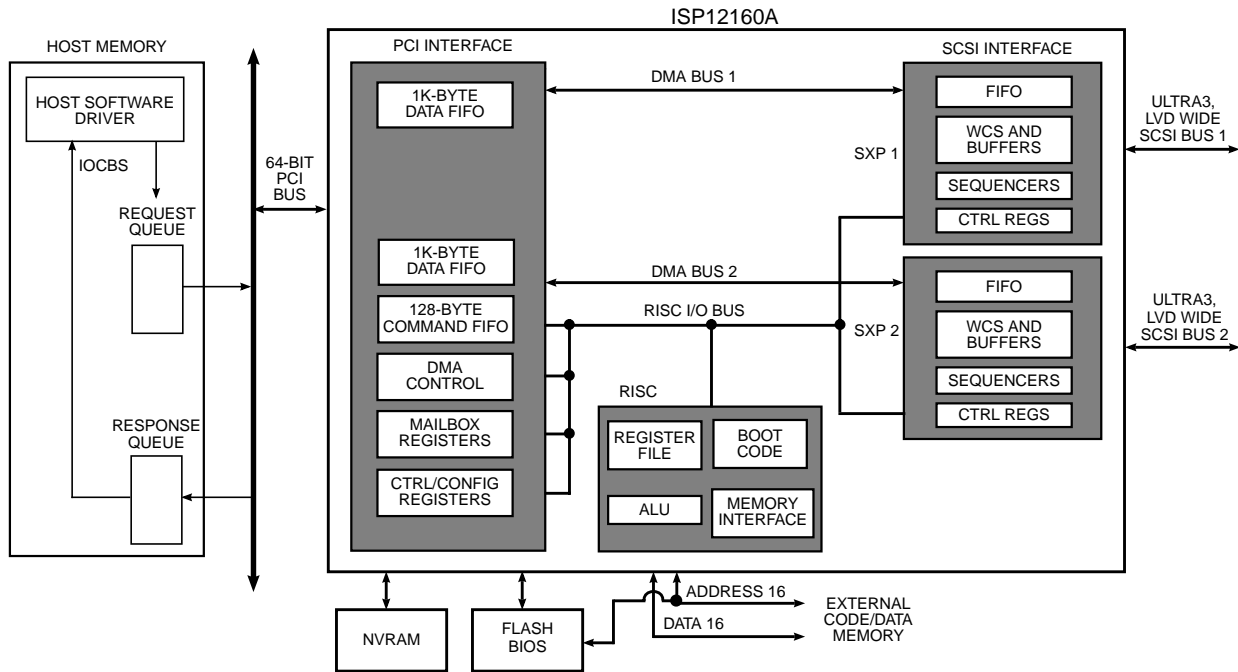 ISP12160A
HOST MEMORY
HOST SOFTWARE
DRIVER
IOCBS
REQUEST
QUEUE
RESPONSE
QUEUE
64-BIT
PCI
BUS
PCI INTERFACE
1K-BYTE
DATA FIFO
1K-BYTE
DATA FIFO
128-BYTE
COMMAND FIFO
DMA
CONTROL
MAILBOX
REGISTERS
CTRL/CONFIG
REGISTERS
DMA BUS 1
DMA BUS 2
RISC I/O BUS
RISC
REGISTER
FILE
BOOT
CODE
ALU
MEMORY
INTERFACE
SCSI INTERFACE
SXP 1
FIFO
WCS AND
BUFFERS
SEQUENCERS
CTRL REGS
SXP 2
FIFO
WCS AND
BUFFERS
SEQUENCERS
CTRL REGS
ULTRA3,
LVD WIDE
SCSI BUS 1
ULTRA3,
LVD WIDE
SCSI BUS 2
NVRAM
FLASH
BIOS
ADDRESS 16
DATA 16
EXTERNAL
CODE/DATA
MEMORY